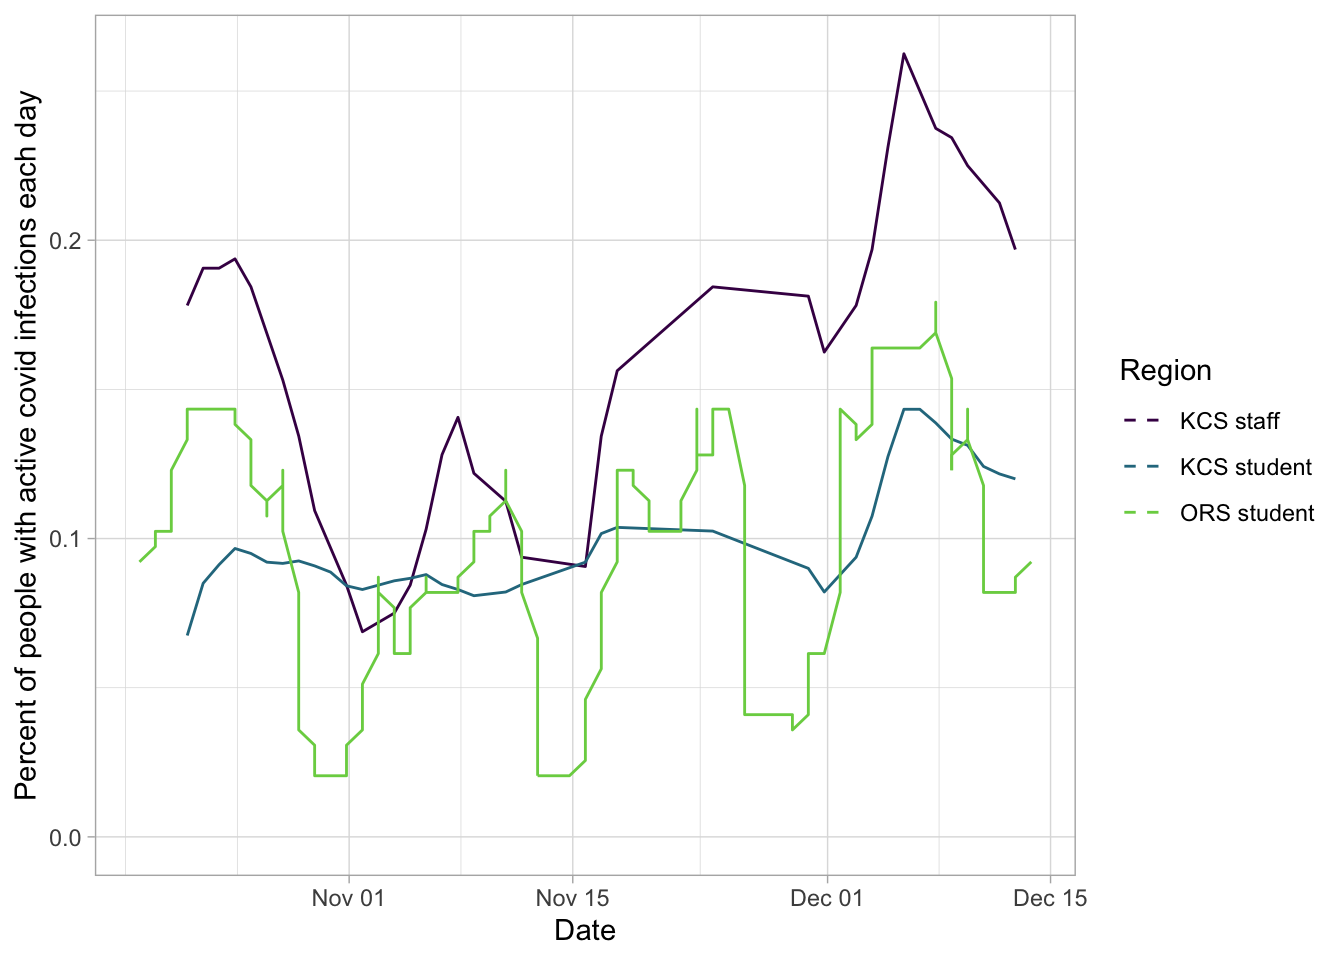 Percent of people with active covid infections each day
0.2
0.1
0.0
Nov 01
Nov 15
Dec 01
Dec 15
Date
Region
KCS staff
KCS student
ORS student